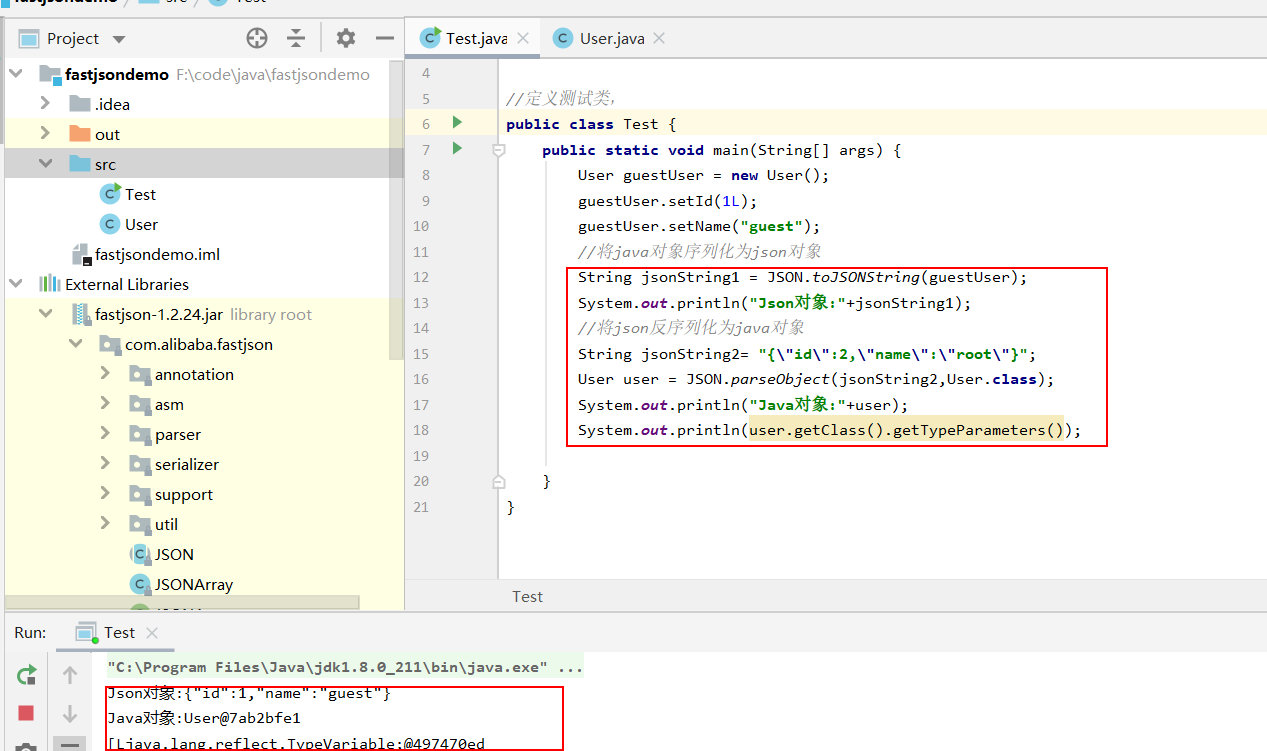 Project
fastjsondemo F:\code\java\fastjsondemo
.idea
out
src
Test
User
fastjsondemo.iml
External Libraries
fastjson-1.2.24.jar library root
com.alibaba.fastjson
annotation
asm
parser
serializer
support
util
JSON
JSONArray
Test.java
User.java
4
5 //定义测试类，
6 public class Test {
7 public static void main(String[] args) {
8 User guestUser = new User();
9 guestUser.setId(1L);
10 guestUser.setName("guest");
11 //将java对象序列化为json对象
12 String jsonString1 = JSON.toJSONString(guestUser);
13 System.out.println("Json对象:"+jsonString1);
14 //将json反序列化为java对象
15 String jsonString2= "{\"id\":2,\"name\":\"root\"}";
16 User user = JSON.parseObject(jsonString2,User.class);
17 System.out.println("Java对象:"+user);
18 System.out.println(user.getClass().getTypeParameters());
19
20 }
21 }
Test
Run: Test
"C:\Program Files\Java\jdk1.8.0_211\bin\java.exe" ...
Json对象:{"id":1,"name":"guest"}
Java对象:User@7ab2bfe1
[Ljava.lang.reflect.TypeVariable;@497470ed